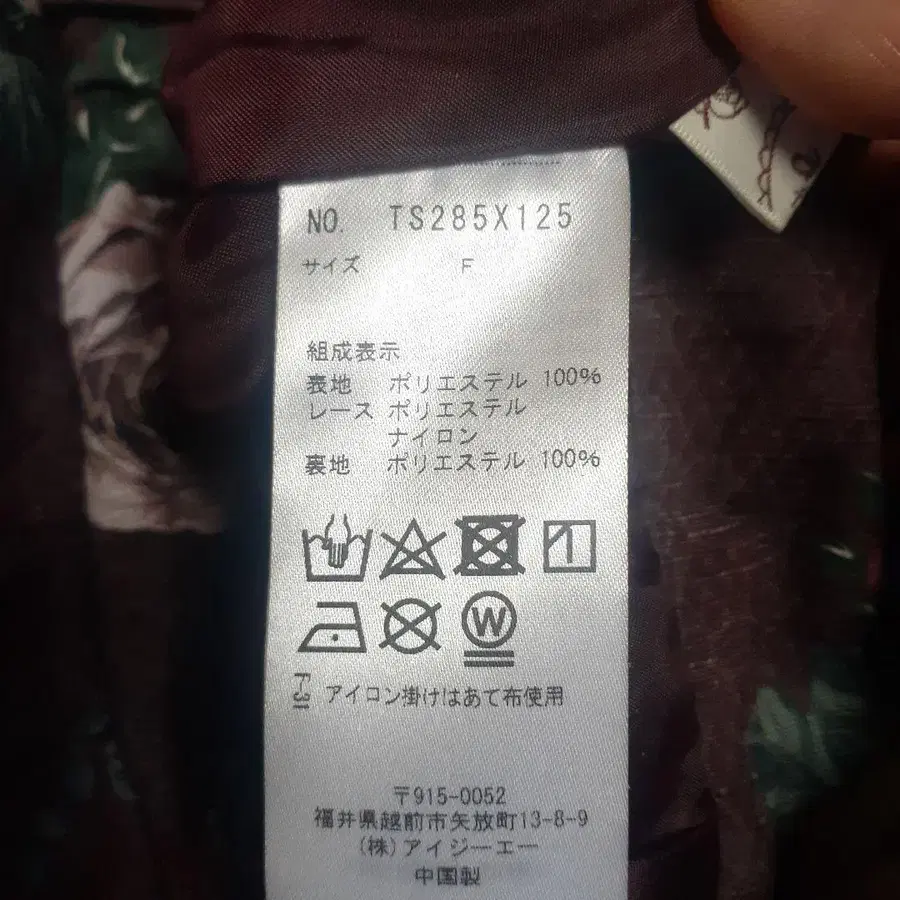 NO. TS285X125
サイズ F
組成表示
表地 ポリエステル 100%
レース ポリエステル
ナイロン
裏地 ポリエステル 100%
W
F-31 アイロン掛けはあて布使用
〒915-0052
福井県越前市矢放町13-8-9
(株)アイジーエー
中国製